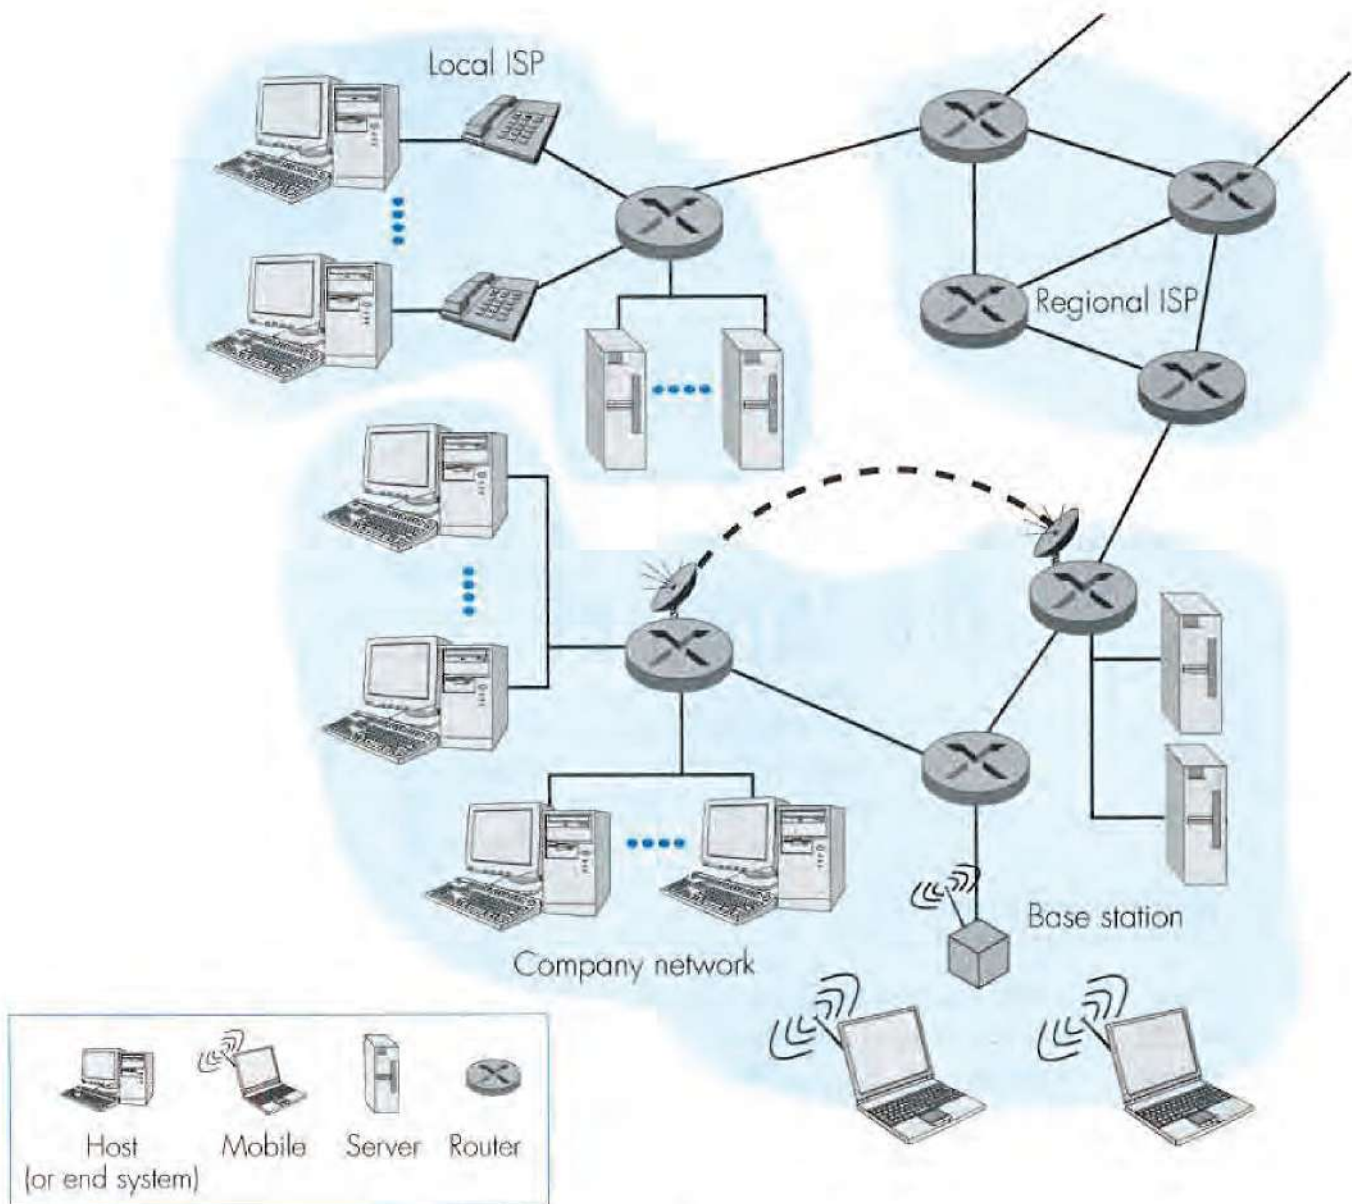 Local ISP
Regional ISP
Base station
Company network
Host
(or end system)
Mobile
Server
Router